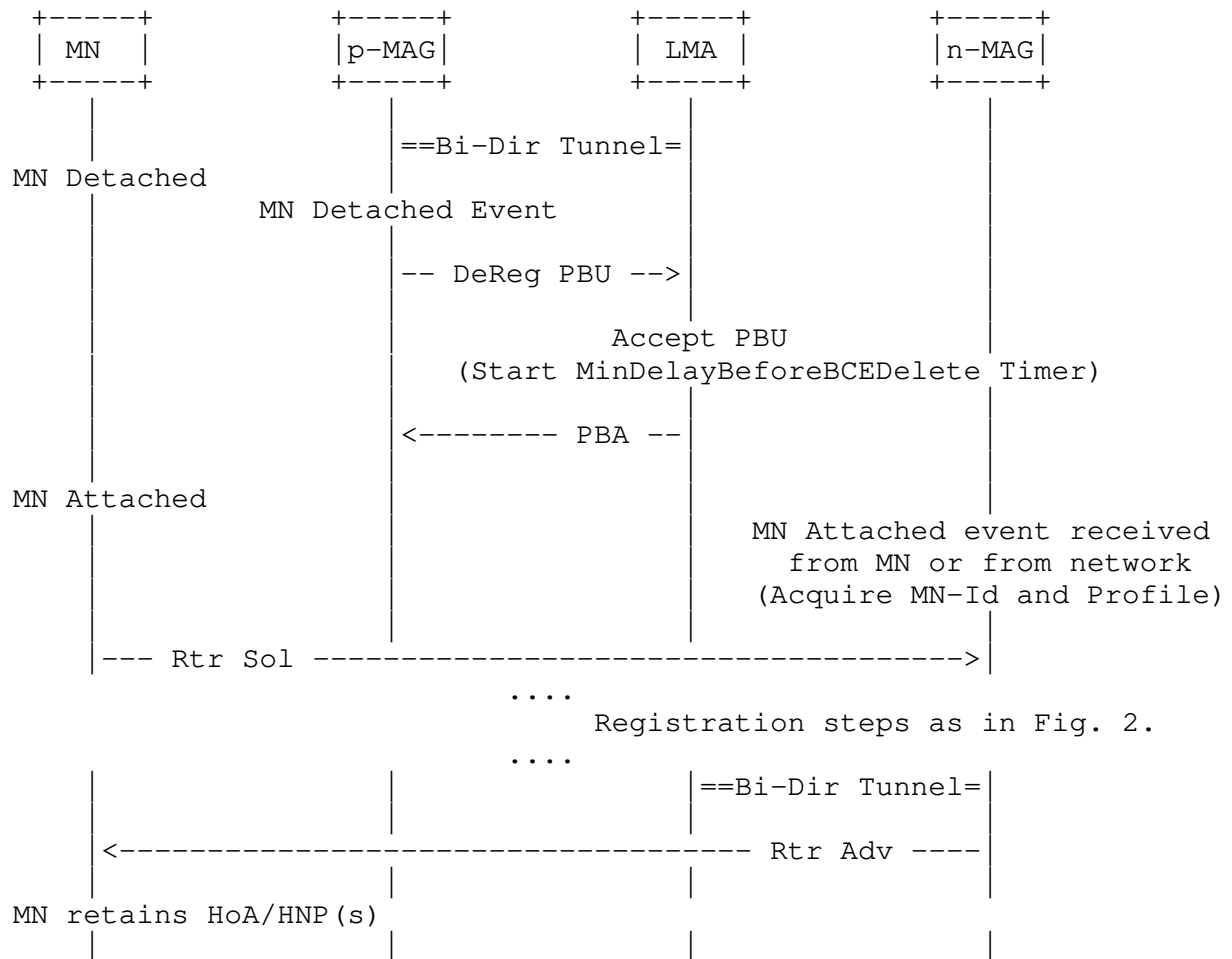 MN p-MAG LMA n-MAG
==Bi-Dir Tunnel=
MN Detached
MN Detached Event
-- DeReg PBU -->
Accept PBU
(Start MinDelayBeforeBCEDelete Timer)
<-------- PBA --
MN Attached
MN Attached event received
from MN or from network
(Acquire MN-Id and Profile)
--- Rtr Sol ------------------------------------->
....
Registration steps as in Fig. 2.
....
==Bi-Dir Tunnel=
<------------------------------------ Rtr Adv ----
MN retains HoA/HNP(s)